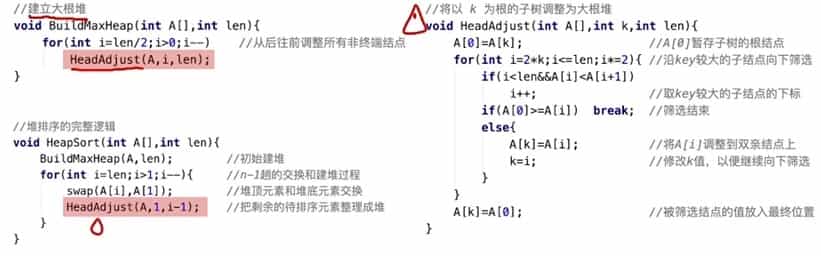 //建立大根堆
void BuildMaxHeap(int A[],int len){
    for(int i=len/2;i>0;i--)    //从后往前调整所有非终端结点
        HeadAdjust(A,i,len);
}
//堆排序的完整逻辑
void HeapSort(int A[],int len){
    BuildMaxHeap(A,len);        //初始建堆
    for(int i=len;i>1;i--){     //n-1趟的交换和建堆过程
        swap(A[i],A[1]);        //堆顶元素和堆底元素交换
        HeadAdjust(A,1,i-1);    //把剩余的待排序元素整理成堆
    }
}
//将以 k 为根的子树调整为大根堆
void HeadAdjust(int A[],int k,int len){
    A[0]=A[k];                  //A[0]暂存子树的根结点
    for(int i=2*k;i<=len;i*=2){ //沿key较大的子结点向下筛选
        if(i<len&&A[i]<A[i+1])
            i++;                //取key较大的子结点的下标
        if(A[0]>=A[i])  break;  //筛选结束
        else{
            A[k]=A[i];          //将A[i]调整到双亲结点上
            k=i;                //修改k值，以便继续向下筛选
        }
    }
    A[k]=A[0];                  //被筛选结点的值放入最终位置
}